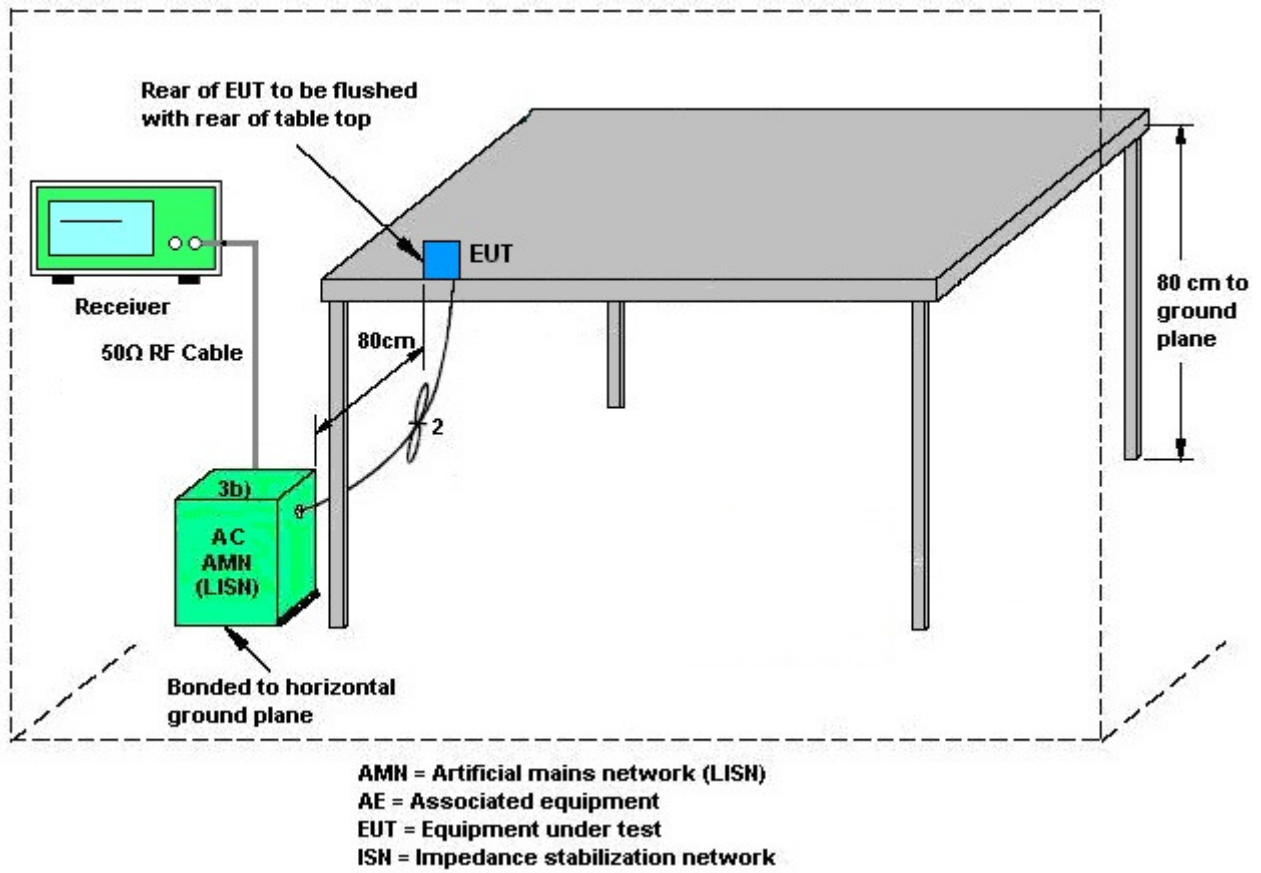 Rear of EUT to be flushed
with rear of table top
EUT
Receiver
50Ω RF Cable
80cm
2
80 cm to
ground
plane
3b)
AC
AMN
(LISN)
Bonded to horizontal
ground plane
AMN = Artificial mains network (LISN)
AE = Associated equipment
EUT = Equipment under test
ISN = Impedance stabilization network